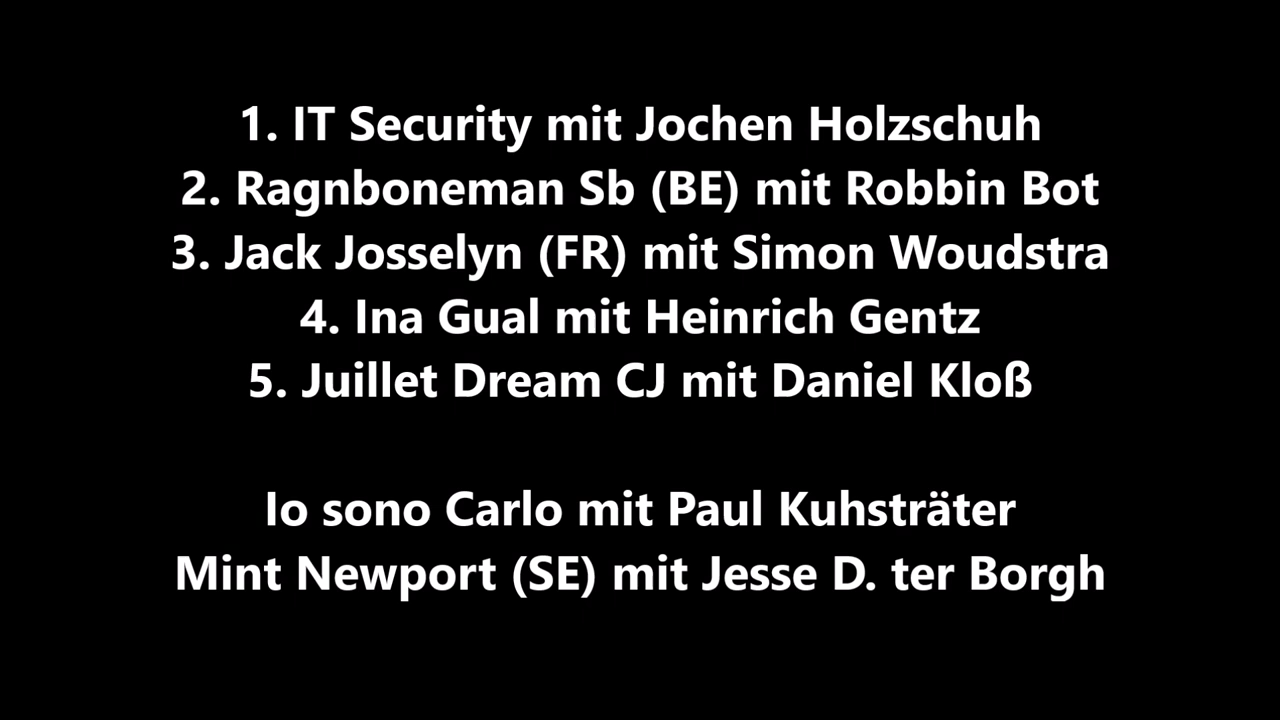 1. IT Security mit Jochen Holzschuh
2. Ragnboneman Sb (BE) mit Robbin Bot
3. Jack Josselyn (FR) mit Simon Woudstra
4. Ina Gual mit Heinrich Gentz
5. Juillet Dream CJ mit Daniel Kloß
Io sono Carlo mit Paul Kuhsträter
Mint Newport (SE) mit Jesse D. ter Borgh